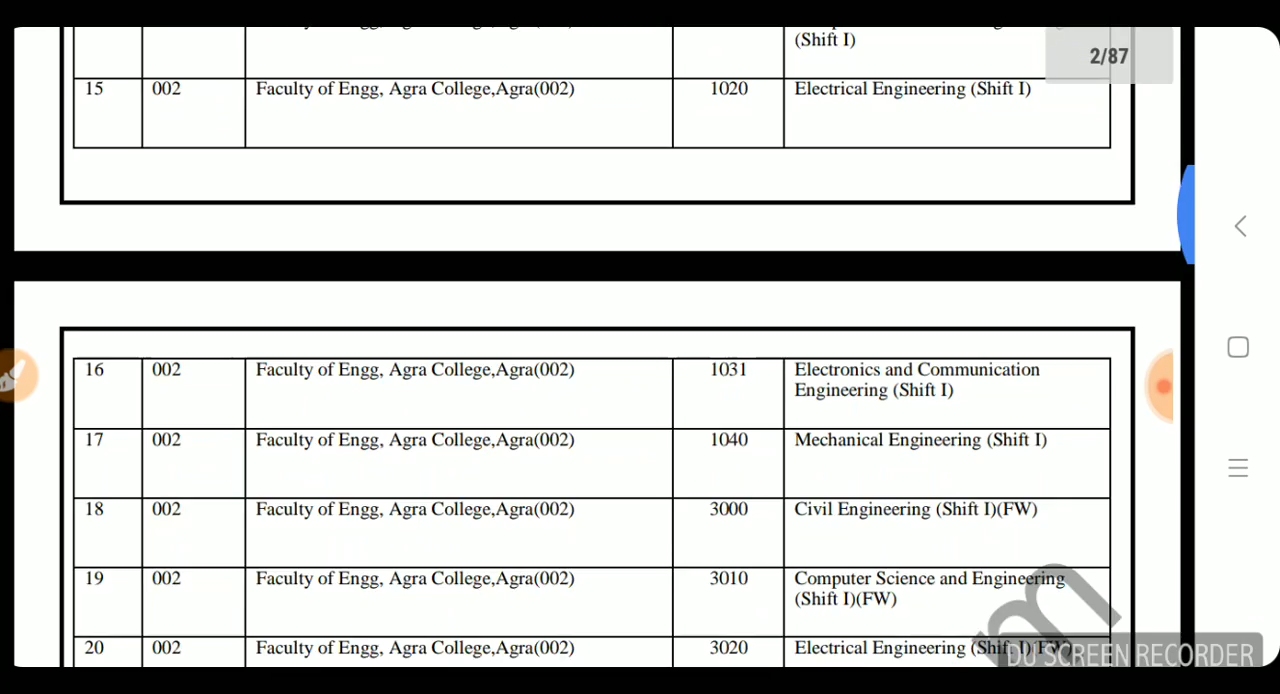 (Shift I)
2/87
15 002 Faculty of Engg, Agra College,Agra(002) 1020 Electrical Engineering (Shift I)
16 002 Faculty of Engg, Agra College,Agra(002) 1031 Electronics and Communication
Engineering (Shift I)
17 002 Faculty of Engg, Agra College,Agra(002) 1040 Mechanical Engineering (Shift I)
18 002 Faculty of Engg, Agra College,Agra(002) 3000 Civil Engineering (Shift I)(FW)
19 002 Faculty of Engg, Agra College,Agra(002) 3010 Computer Science and Engineering
(Shift I)(FW)
20 002 Faculty of Engg, Agra College,Agra(002) 3020 Electrical Engineering (Shift I)(FW)
DU SCREEN RECORDER